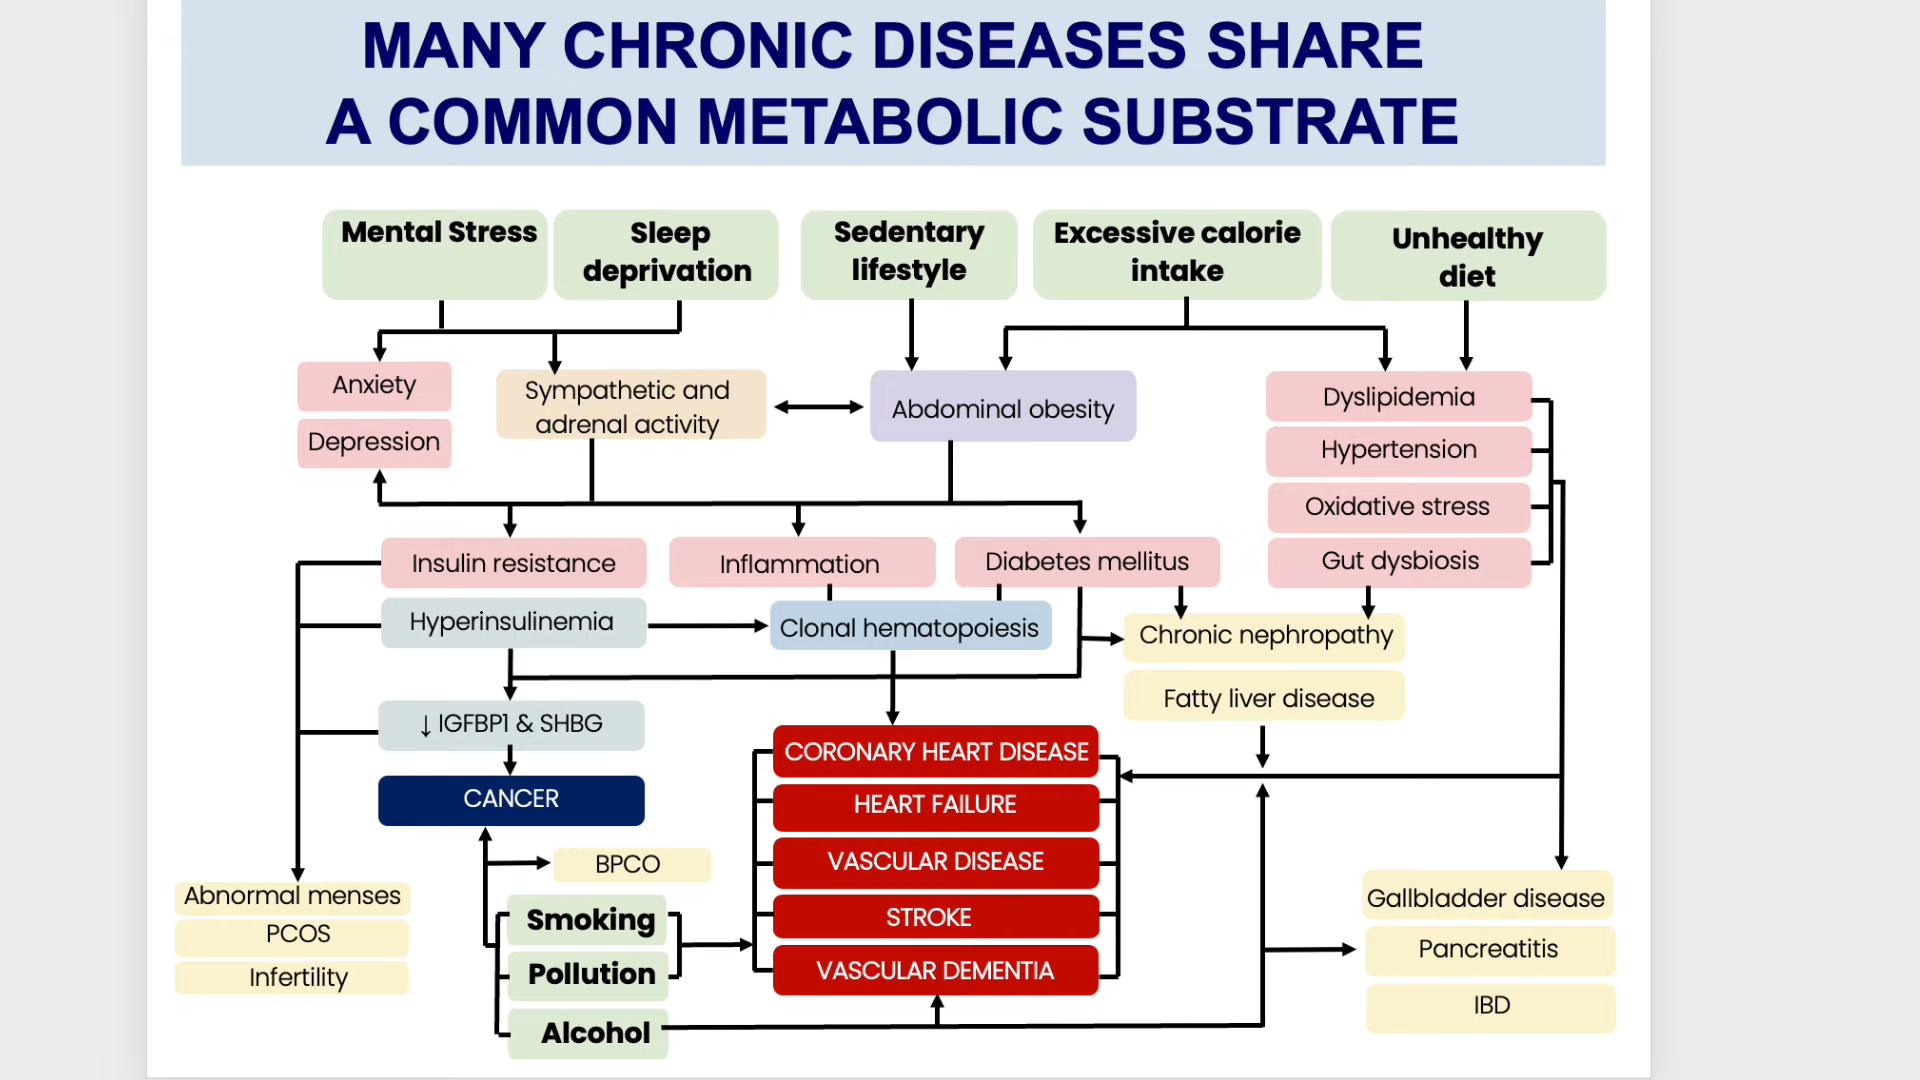 MANY CHRONIC DISEASES SHARE
A COMMON METABOLIC SUBSTRATE
Mental Stress
Sleep
deprivation
Sedentary
lifestyle
Excessive calorie
intake
Unhealthy
diet
Anxiety
Depression
Sympathetic and
adrenal activity
Abdominal obesity
Dyslipidemia
Hypertension
Oxidative stress
Gut dysbiosis
Insulin resistance
Inflammation
Diabetes mellitus
Hyperinsulinemia
Clonal hematopoiesis
Chronic nephropathy
Fatty liver disease
↓ IGFBP1 & SHBG
CANCER
CORONARY HEART DISEASE
HEART FAILURE
VASCULAR DISEASE
STROKE
VASCULAR DEMENTIA
BPCO
Smoking
Pollution
Alcohol
Abnormal menses
PCOS
Infertility
Gallbladder disease
Pancreatitis
IBD